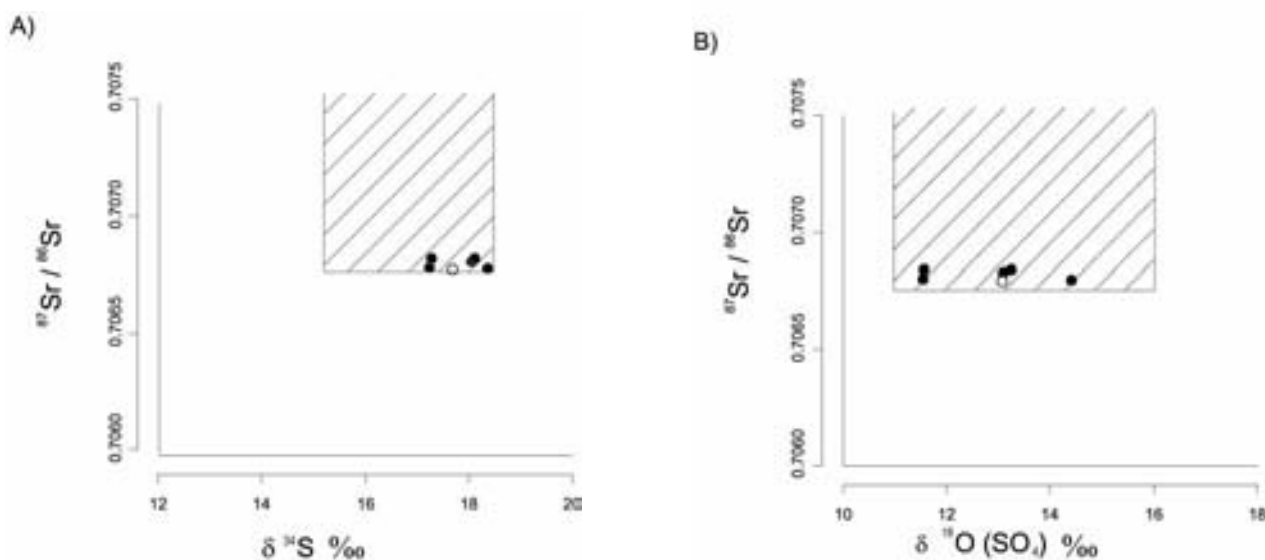 A)
0.7075
0.7070
0.7065
0.7060
⁸⁷Sr / ⁸⁶Sr
12 14 16 18 20
δ ³⁴S ‰
B)
0.7075
0.7070
0.7065
0.7060
⁸⁷Sr / ⁸⁶Sr
10 12 14 16 18
δ ¹⁸O (SO₄) ‰